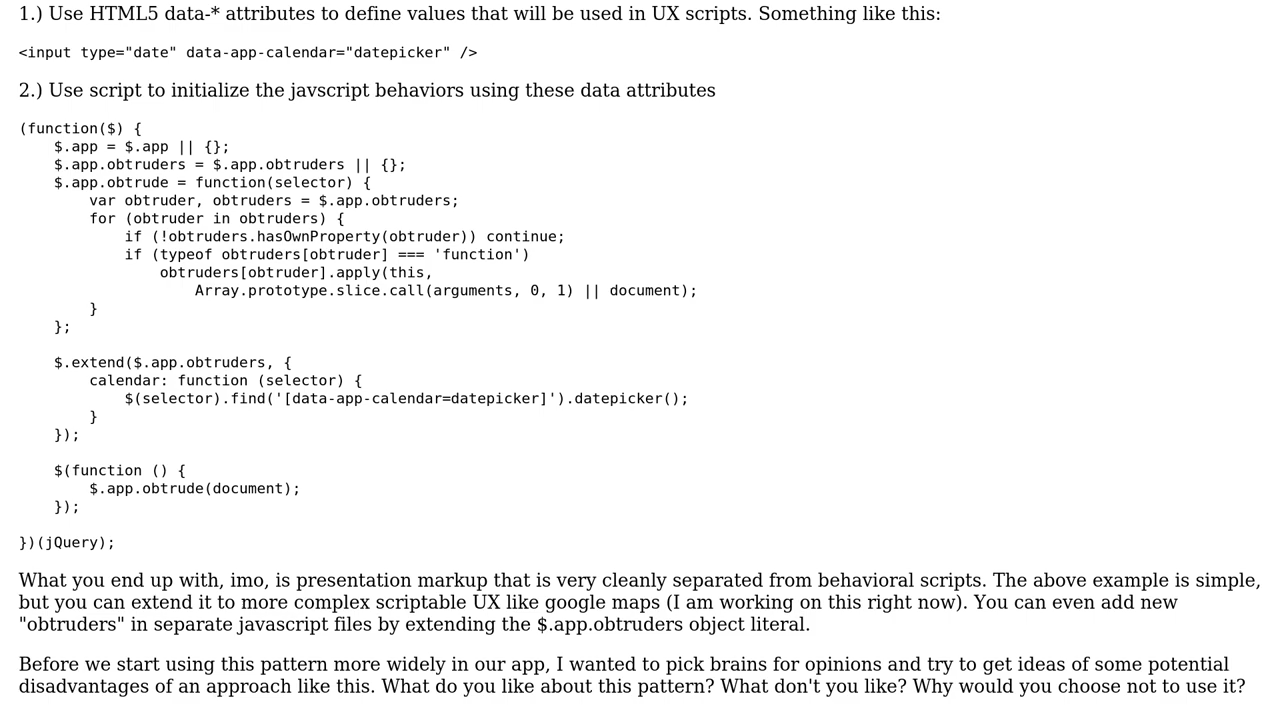 1.) Use HTML5 data-* attributes to define values that will be used in UX scripts. Something like this:
<input type="date" data-app-calendar="datepicker" />
2.) Use script to initialize the javscript behaviors using these data attributes
(function($) {
    $.app = $.app || {};
    $.app.obtruders = $.app.obtruders || {};
    $.app.obtrude = function(selector) {
        var obtruder, obtruders = $.app.obtruders;
        for (obtruder in obtruders) {
            if (!obtruders.hasOwnProperty(obtruder)) continue;
            if (typeof obtruders[obtruder] === 'function')
                obtruders[obtruder].apply(this,
                    Array.prototype.slice.call(arguments, 0, 1) || document);
        }
    };
    $.extend($.app.obtruders, {
        calendar: function (selector) {
            $(selector).find('[data-app-calendar=datepicker]').datepicker();
        }
    });
    $(function () {
        $.app.obtrude(document);
    });
})(jQuery);
What you end up with, imo, is presentation markup that is very cleanly separated from behavioral scripts. The above example is simple,
but you can extend it to more complex scriptable UX like google maps (I am working on this right now). You can even add new
"obtruders" in separate javascript files by extending the $.app.obtruders object literal.
Before we start using this pattern more widely in our app, I wanted to pick brains for opinions and try to get ideas of some potential
disadvantages of an approach like this. What do you like about this pattern? What don't you like? Why would you choose not to use it?